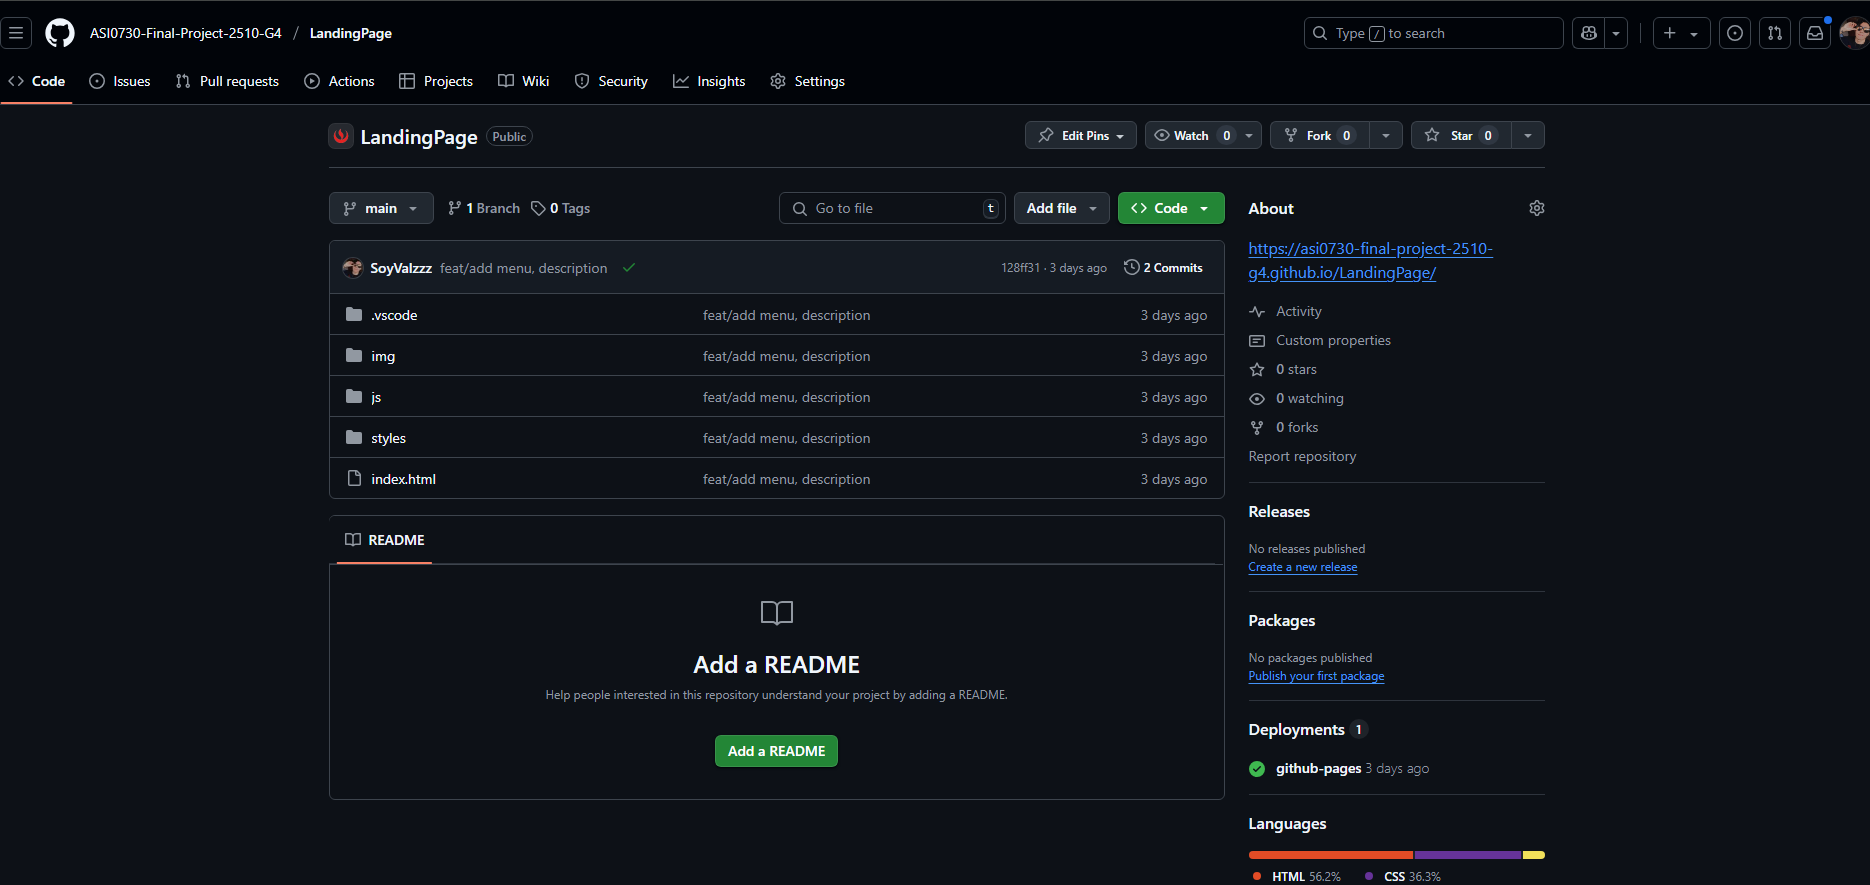 ASI0730-Final-Project-2510-G4 / LandingPage
Type / to search
Code Issues Pull requests Actions Projects Wiki Security Insights Settings
LandingPage Public
Edit Pins Watch 0 Fork 0 Star 0
main 1 Branch 0 Tags Go to file t Add file Code
SoyValzzz feat/add menu, description 128ff31 · 3 days ago 2 Commits
.vscode feat/add menu, description 3 days ago
img feat/add menu, description 3 days ago
js feat/add menu, description 3 days ago
styles feat/add menu, description 3 days ago
index.html feat/add menu, description 3 days ago
README
Add a README
Help people interested in this repository understand your project by adding a README.
Add a README
About
https://asi0730-final-project-2510-
g4.github.io/LandingPage/
Activity
Custom properties
0 stars
0 watching
0 forks
Report repository
Releases
No releases published
Create a new release
Packages
No packages published
Publish your first package
Deployments 1
github-pages 3 days ago
Languages
HTML 56.2% CSS 36.3%